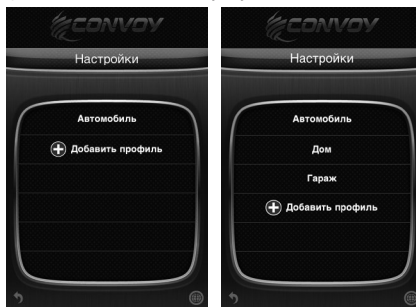 CONVOY
Настройки
Автомобиль
Добавить профиль
CONVOY
Настройки
Автомобиль
Дом
Гараж
Добавить профиль